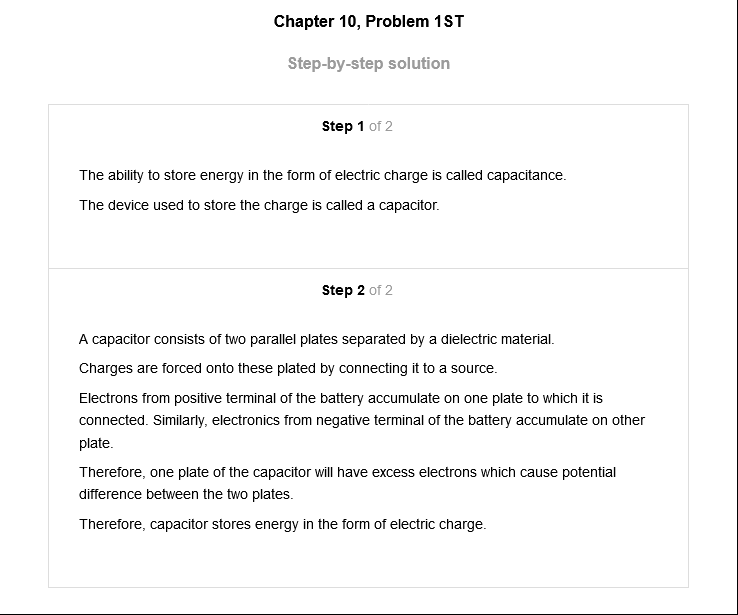 Chapter 10, Problem 1ST
Step-by-step solution
Step 1 of 2
The ability to store energy in the form of electric charge is called capacitance.
The device used to store the charge is called a capacitor.
Step 2 of 2
A capacitor consists of two parallel plates separated by a dielectric material.
Charges are forced onto these plated by connecting it to a source.
Electrons from positive terminal of the battery accumulate on one plate to which it is
connected. Similarly, electronics from negative terminal of the battery accumulate on other
plate.
Therefore, one plate of the capacitor will have excess electrons which cause potential
difference between the two plates.
Therefore, capacitor stores energy in the form of electric charge.